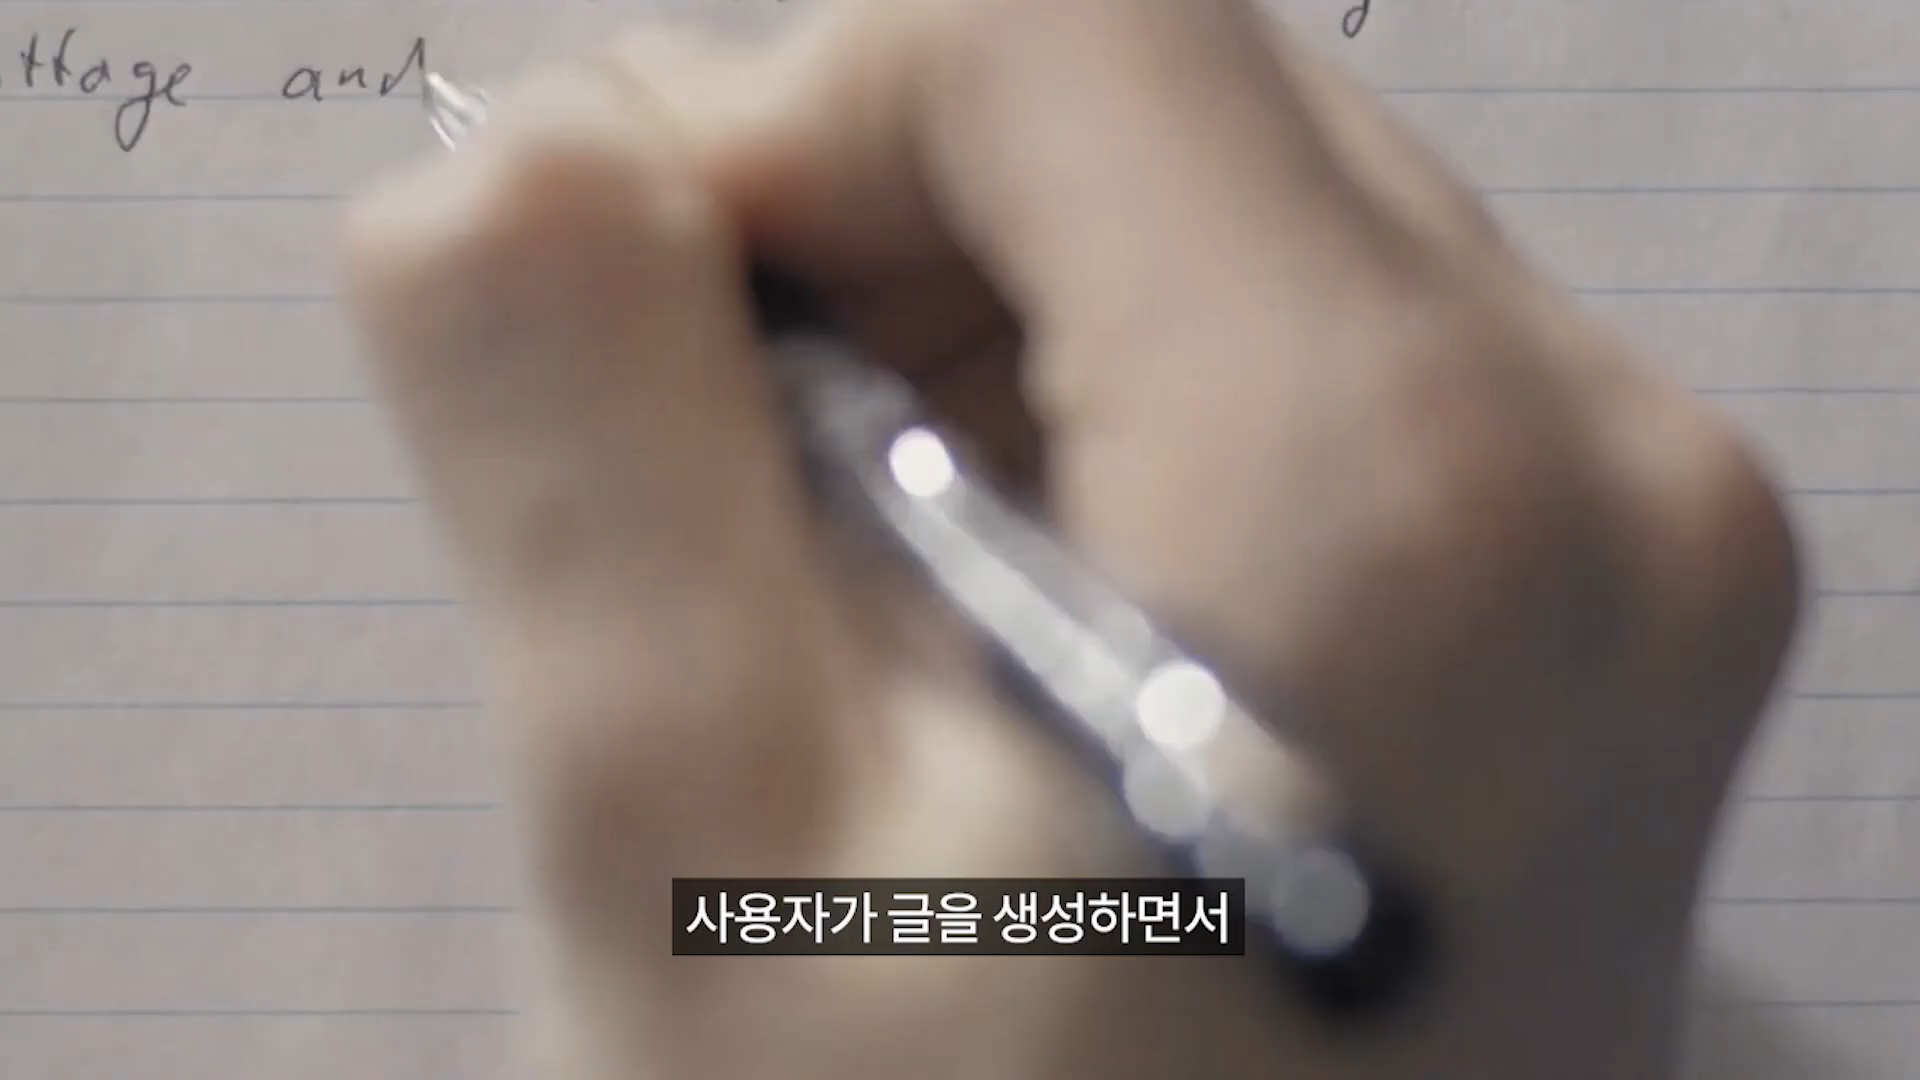 ttage and
사용자가 글을 생성하면서